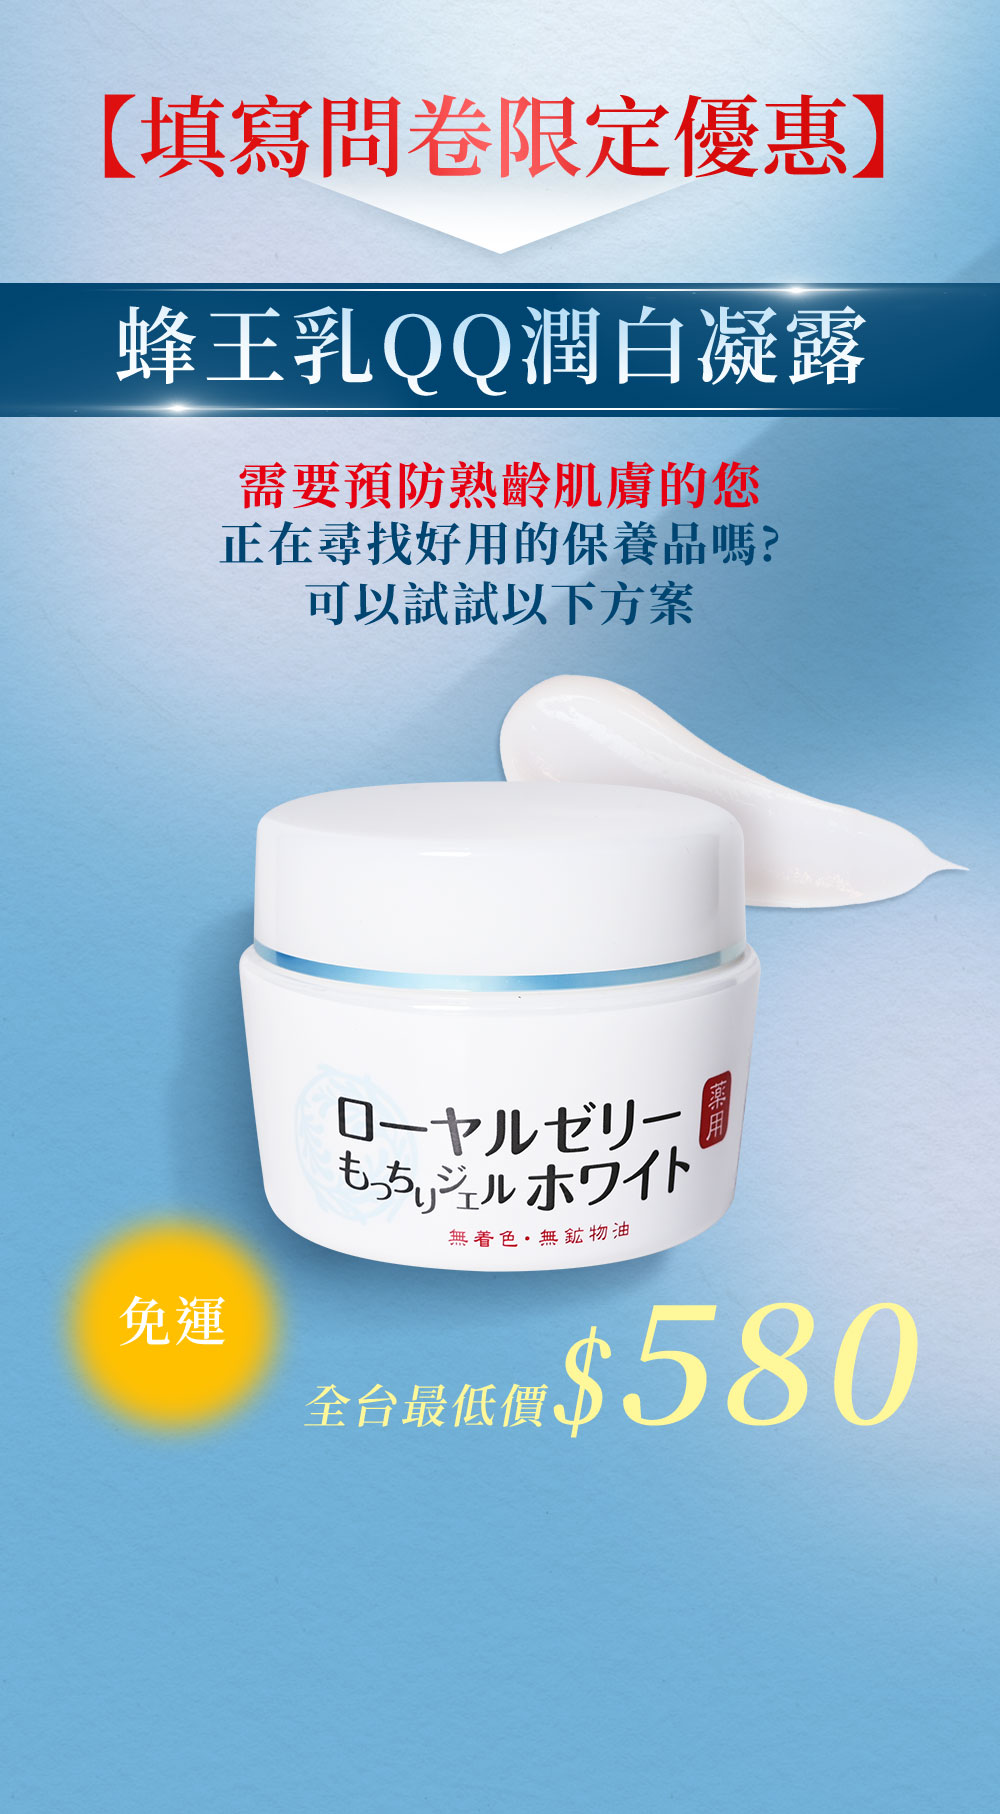 【填寫問卷限定優惠】
蜂王乳QQ潤白凝露
需要預防熟齡肌膚的您
正在尋找好用的保養品嗎?
可以試試以下方案
ローヤルゼリー
もっちりジェルホワイト
薬用
無着色・無鉱物油
免運
全台最低價$580